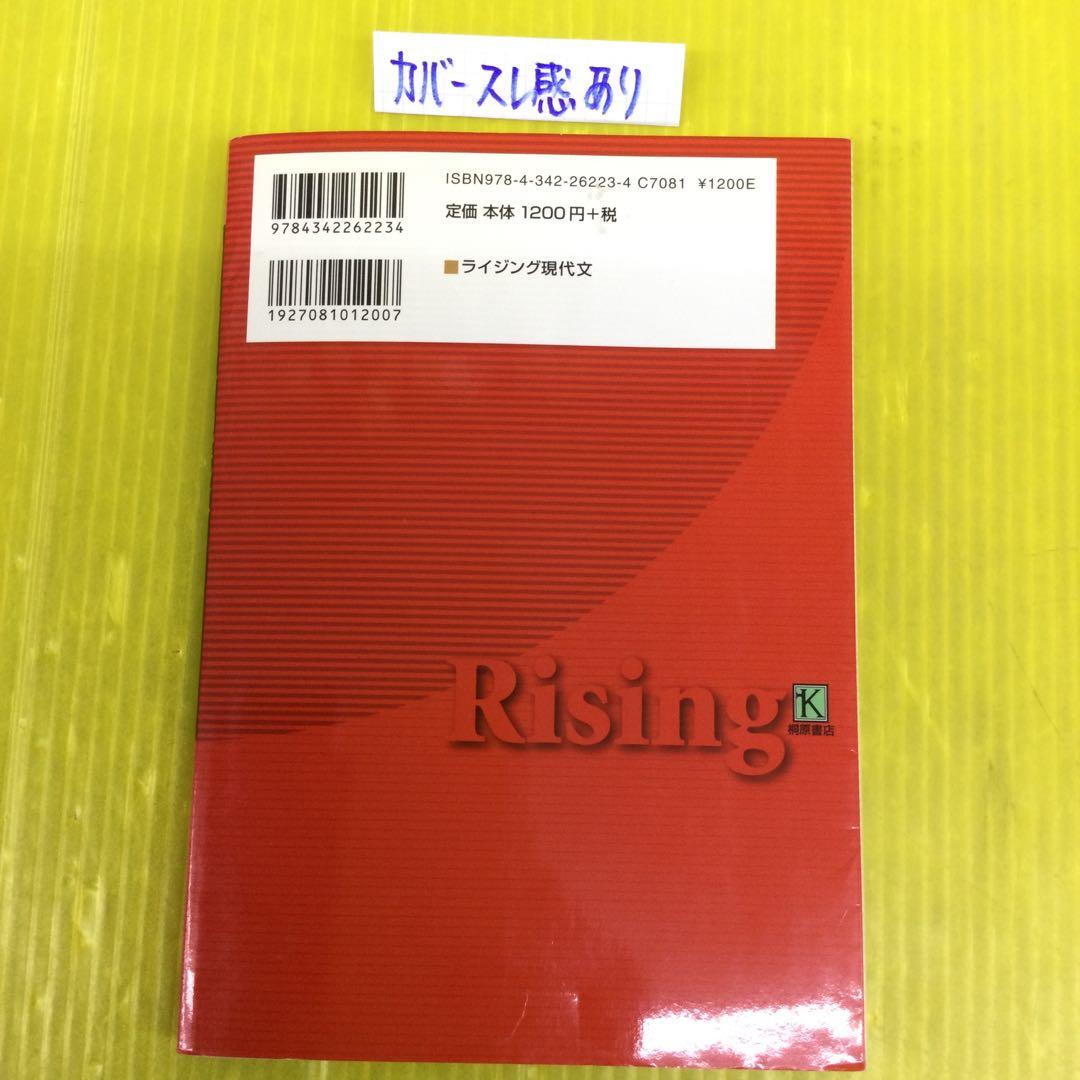 カバースレ感あり
ISBN978-4-342-26223-4 C7081 ¥1200E
定価 本体 1200円+税
9784342262234
■ライジング現代文
1927081012007
Rising
K
桐原書店